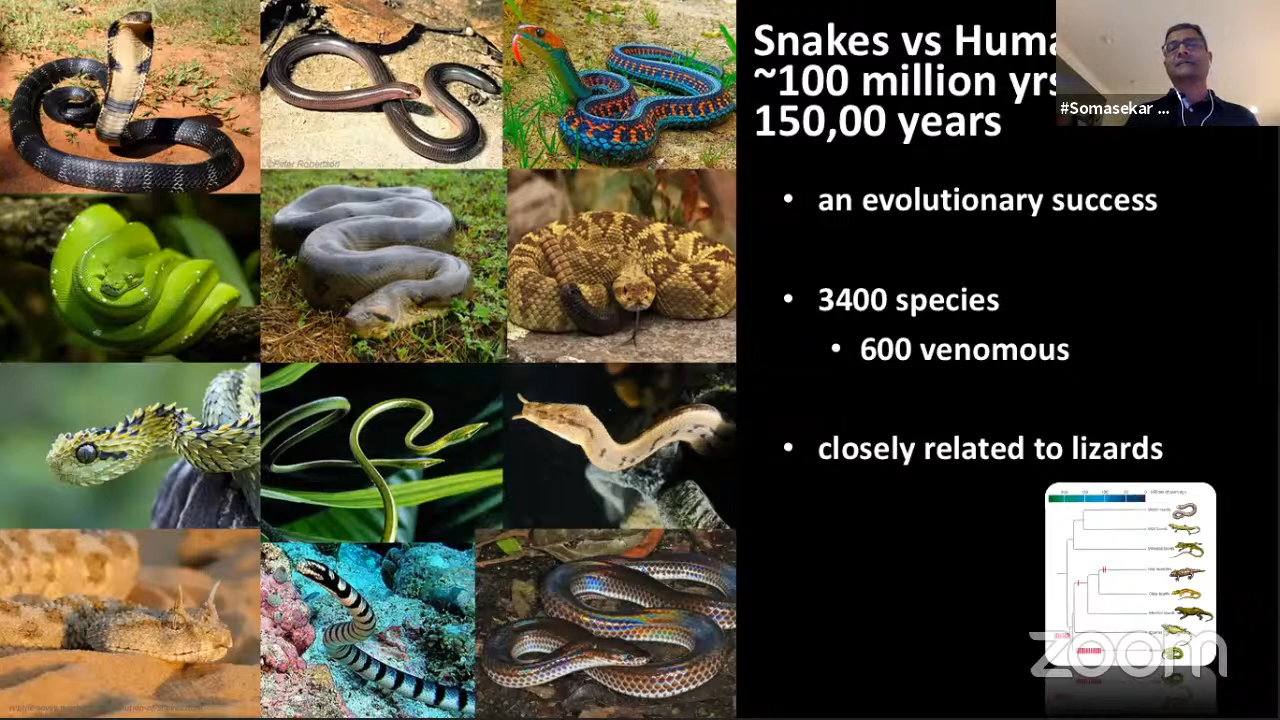 Snakes vs Huma
~100 million yrs
150,00 years
#Somasekar ...
• an evolutionary success
• 3400 species
• 600 venomous
• closely related to lizards
©Peter Robertson
zoom